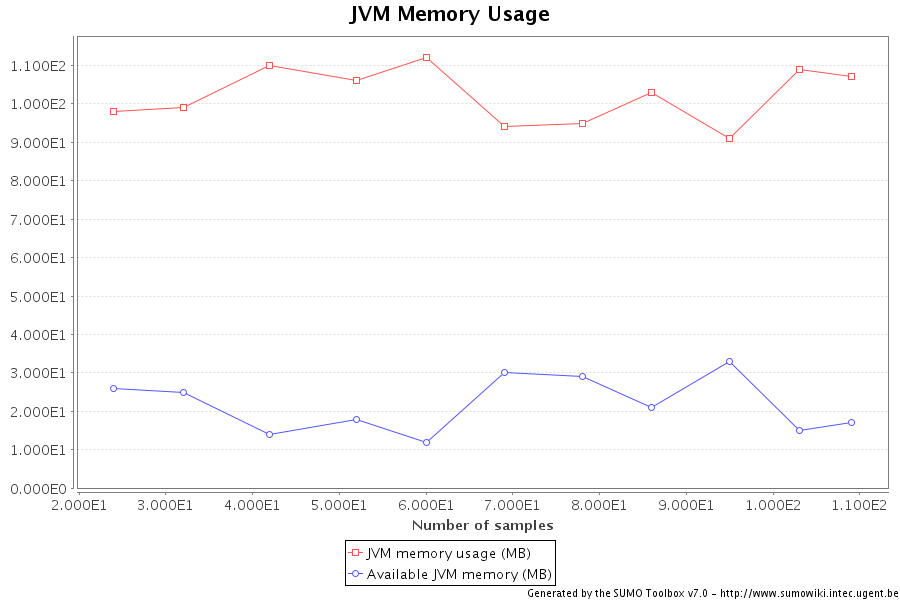 JVM Memory Usage
1.100E2
1.000E2
9.000E1
8.000E1
7.000E1
6.000E1
5.000E1
4.000E1
3.000E1
2.000E1
1.000E1
0.000E0
2.000E1 3.000E1 4.000E1 5.000E1 6.000E1 7.000E1 8.000E1 9.000E1 1.000E2 1.100E2
Number of samples
JVM memory usage (MB)
Available JVM memory (MB)
Generated by the SUMO Toolbox v7.0 - http://www.sumowiki.intec.ugent.be